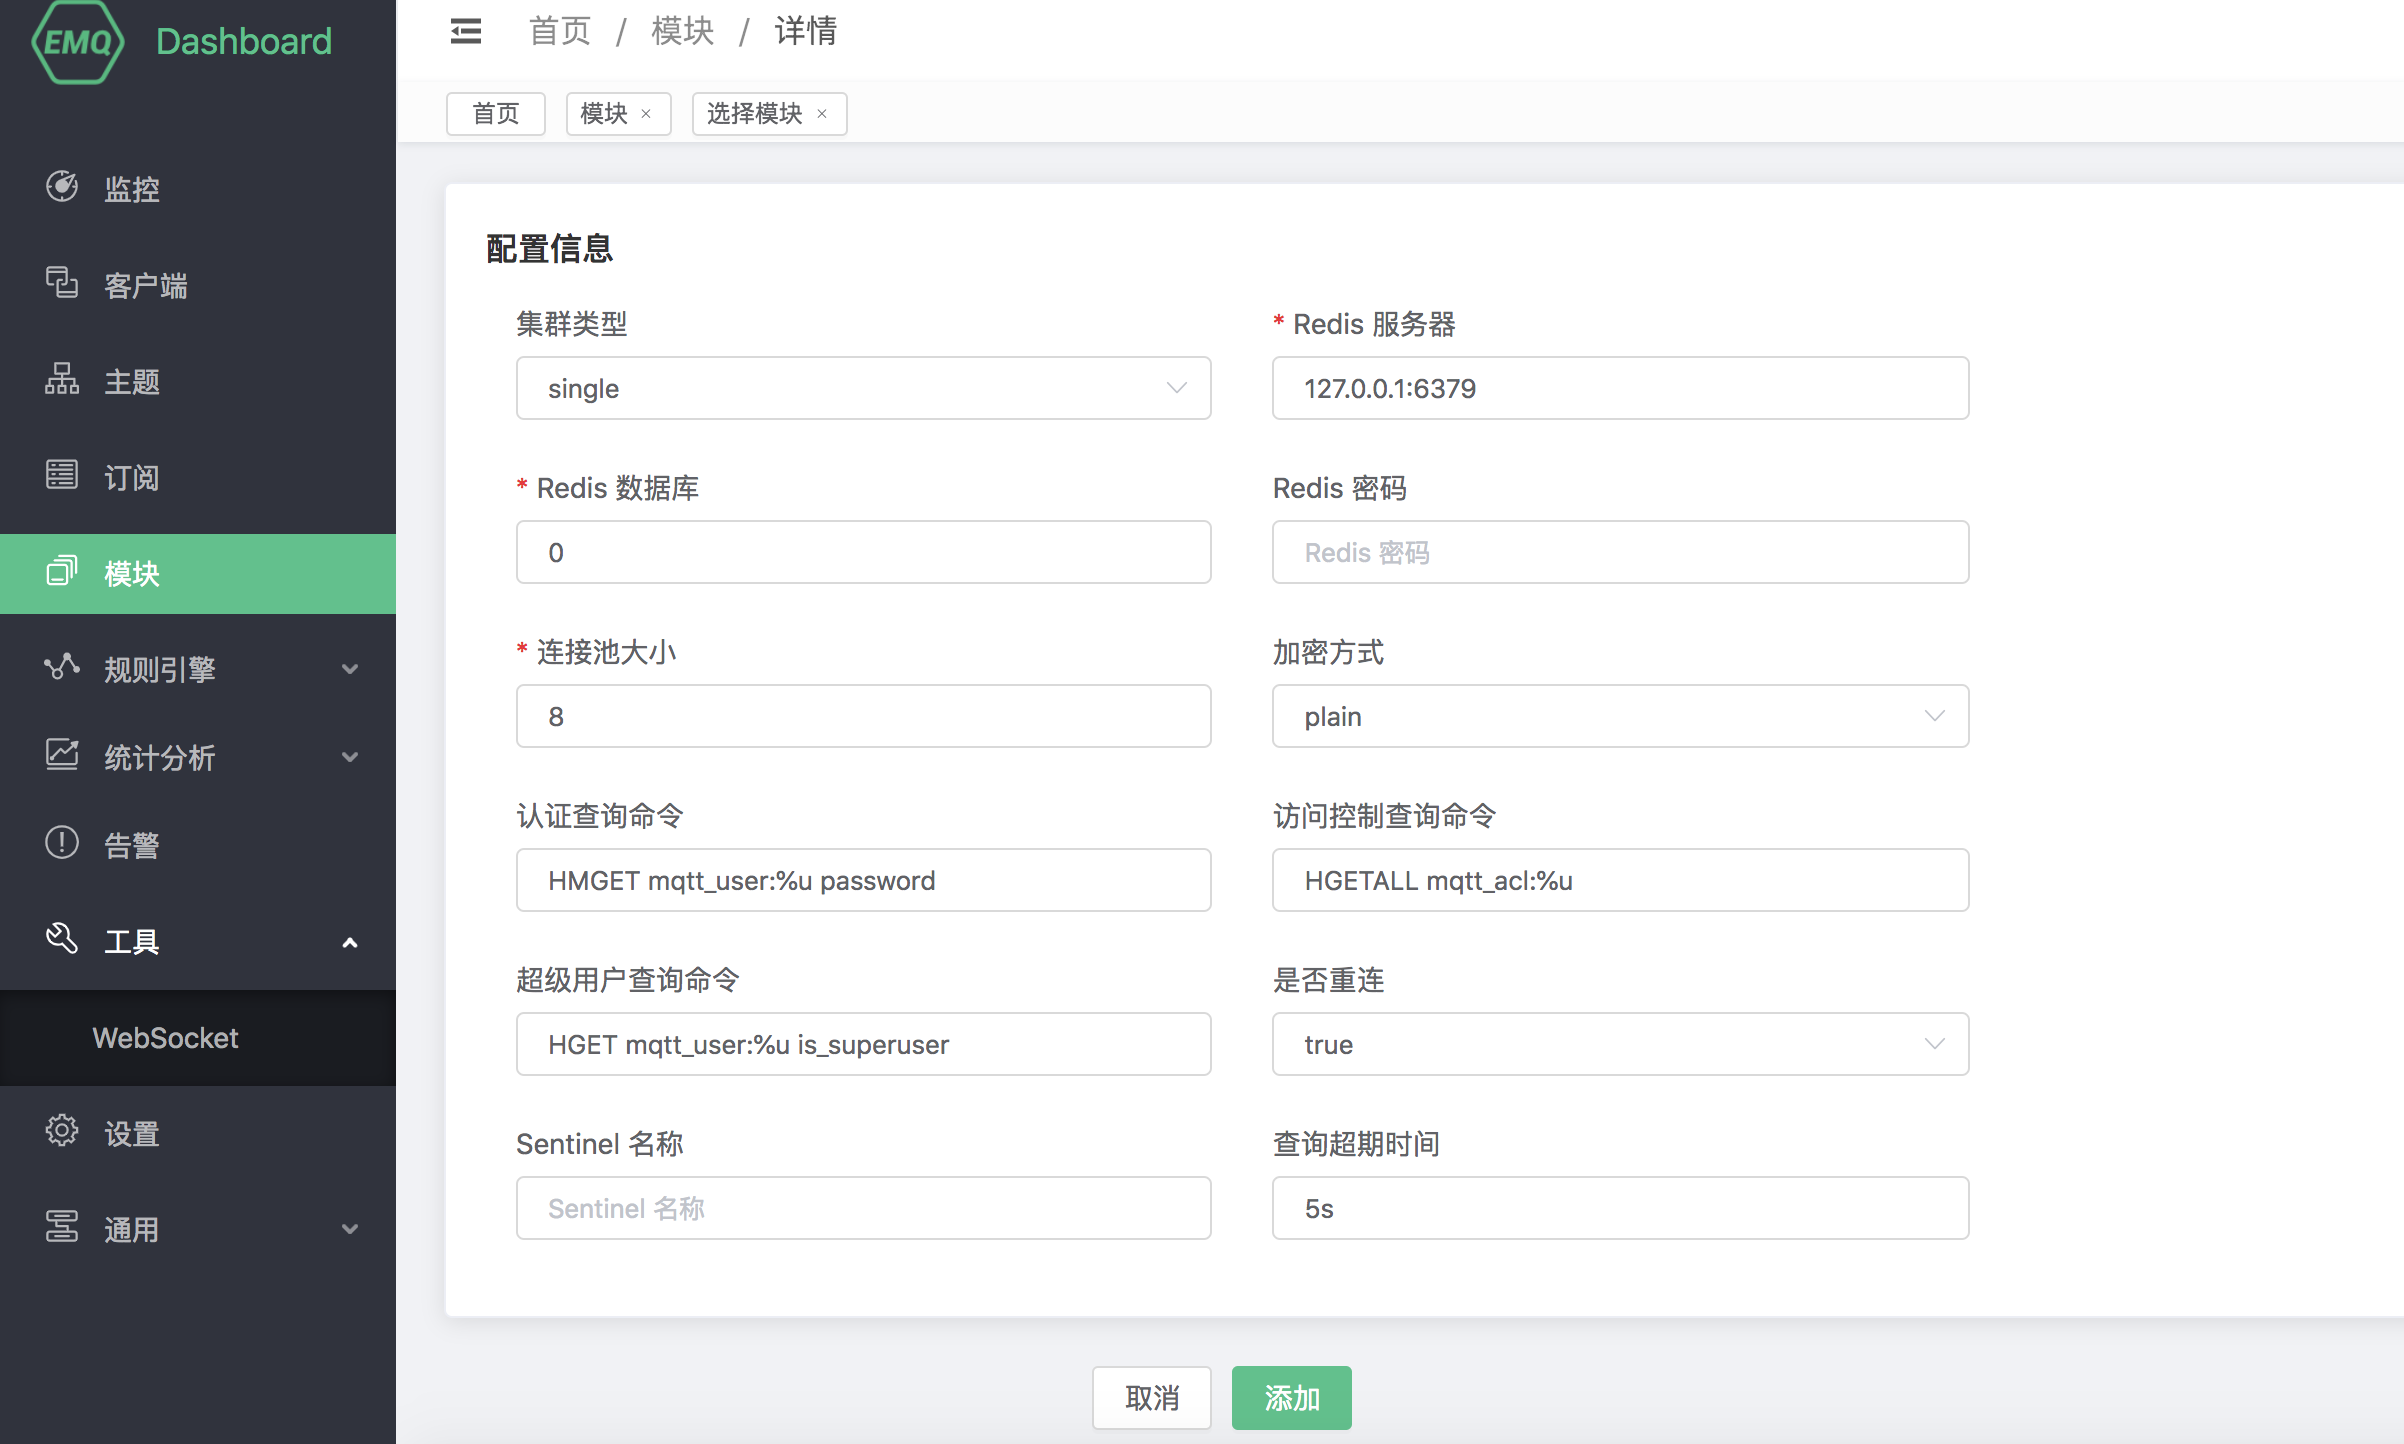 EMQ Dashboard
监控
客户端
主题
订阅
模块
规则引擎
统计分析
告警
工具
WebSocket
设置
通用
首页 / 模块 / 详情
首页 模块 × 选择模块 ×
配置信息
集群类型 * Redis 服务器
single 127.0.0.1:6379
* Redis 数据库 Redis 密码
0 Redis 密码
* 连接池大小 加密方式
8 plain
认证查询命令 访问控制查询命令
HMGET mqtt_user:%u password HGETALL mqtt_acl:%u
超级用户查询命令 是否重连
HGET mqtt_user:%u is_superuser true
Sentinel 名称 查询超期时间
Sentinel 名称 5s
取消 添加